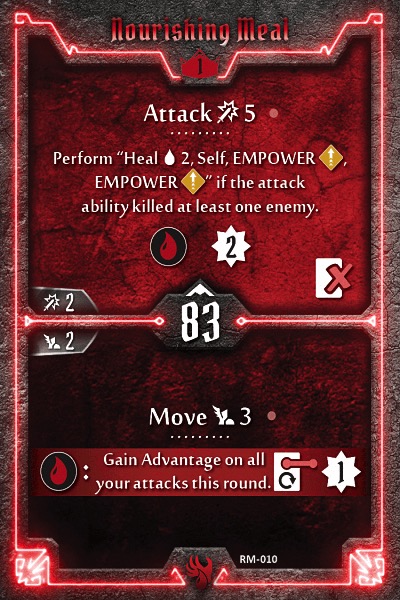 Nourishing Meal
1
Attack 5
Perform “Heal 2, Self, EMPOWER ,
EMPOWER ” if the attack
ability killed at least one enemy.
2
2
83
2
Move 3
: Gain Advantage on all
your attacks this round.
1
RM-010